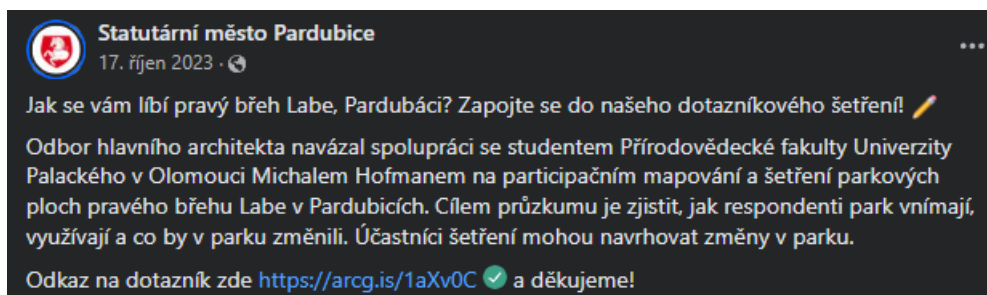 Statutární město Pardubice
17. říjen 2023 ·
Jak se vám líbí pravý břeh Labe, Pardubáci? Zapojte se do našeho dotazníkového šetření!
Odbor hlavního architekta navázal spolupráci se studentem Přírodovědecké fakulty Univerzity
Palackého v Olomouci Michalem Hofmanem na participačním mapování a šetření parkových
ploch pravého břehu Labe v Pardubicích. Cílem průzkumu je zjistit, jak respondenti park vnímají,
využívají a co by v parku změnili. Účastníci šetření mohou navrhovat změny v parku.
Odkaz na dotazník zde https://arcg.is/1aXv0C a děkujeme!